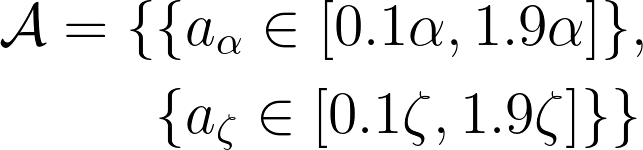 𝒜 = {{a_α ∈ [0.1α, 1.9α]},
{a_ζ ∈ [0.1ζ, 1.9ζ]}}